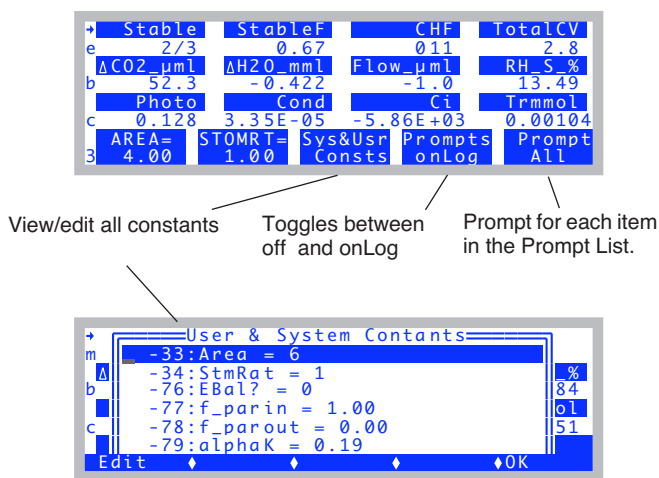 → Stable StableF CHF TotalCV
e 2/3 0.67 011 2.8
ΔCO2_µml ΔH2O_mml Flow_µml RH_S_%
b 52.3 -0.422 -1.0 13.49
Photo Cond Ci Trmmol
c 0.128 3.35E-05 -5.86E+03 0.00104
AREA= STOMRT= Sys&Usr Prompts Prompt
3 4.00 1.00 Consts onLog All
View/edit all constants
Toggles between
off and onLog
Prompt for each item
in the Prompt List.
→ User & System Contants
m -33:Area = 6
Δ -34:StmRat = 1 _%
b -76:EBal? = 0 84
-77:f_parin = 1.00 ol
c -78:f_parout = 0.00 51
-79:alphaK = 0.19
Edit ♦ ♦ ♦ ♦OK